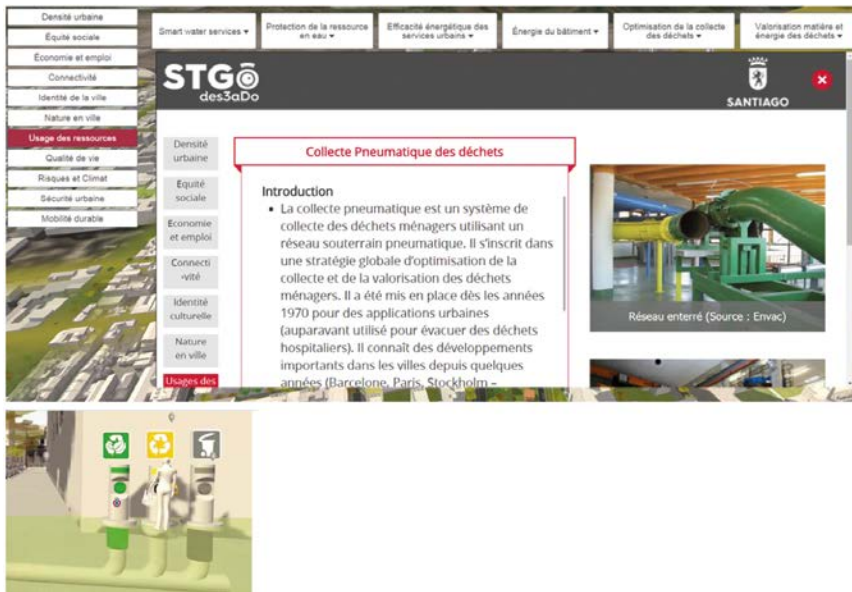 Densité urbaine
Équité sociale
Économie et emploi
Connectivité
Identité de la ville
Nature en ville
Usage des ressources
Qualité de vie
Risques et Climat
Sécurité urbaine
Mobilité durable
Smart water services ▾
Protection de la ressource
en eau ▾
Efficacité énergétique des
services urbains ▾
Énergie du bâtiment ▾
Optimisation de la collecte
des déchets ▾
Valorisation matière et
énergie des déchets ▾
STGO
des3aDo
SANTIAGO
Densité
urbaine
Equité
sociale
Economie
et emploi
Connecti
-vité
Identité
culturelle
Nature
en ville
Usages des
Collecte Pneumatique des déchets
Introduction
• La collecte pneumatique est un système de
collecte des déchets ménagers utilisant un
réseau souterrain pneumatique. Il s'inscrit dans
une stratégie globale d'optimisation de la
collecte et de la valorisation des déchets
ménagers. Il a été mis en place dès les années
1970 pour des applications urbaines
(auparavant utilisé pour évacuer des déchets
hospitaliers). Il connaît des développements
importants dans les villes depuis quelques
années (Barcelone, Paris, Stockholm –
Réseau enterré (Source : Envac)